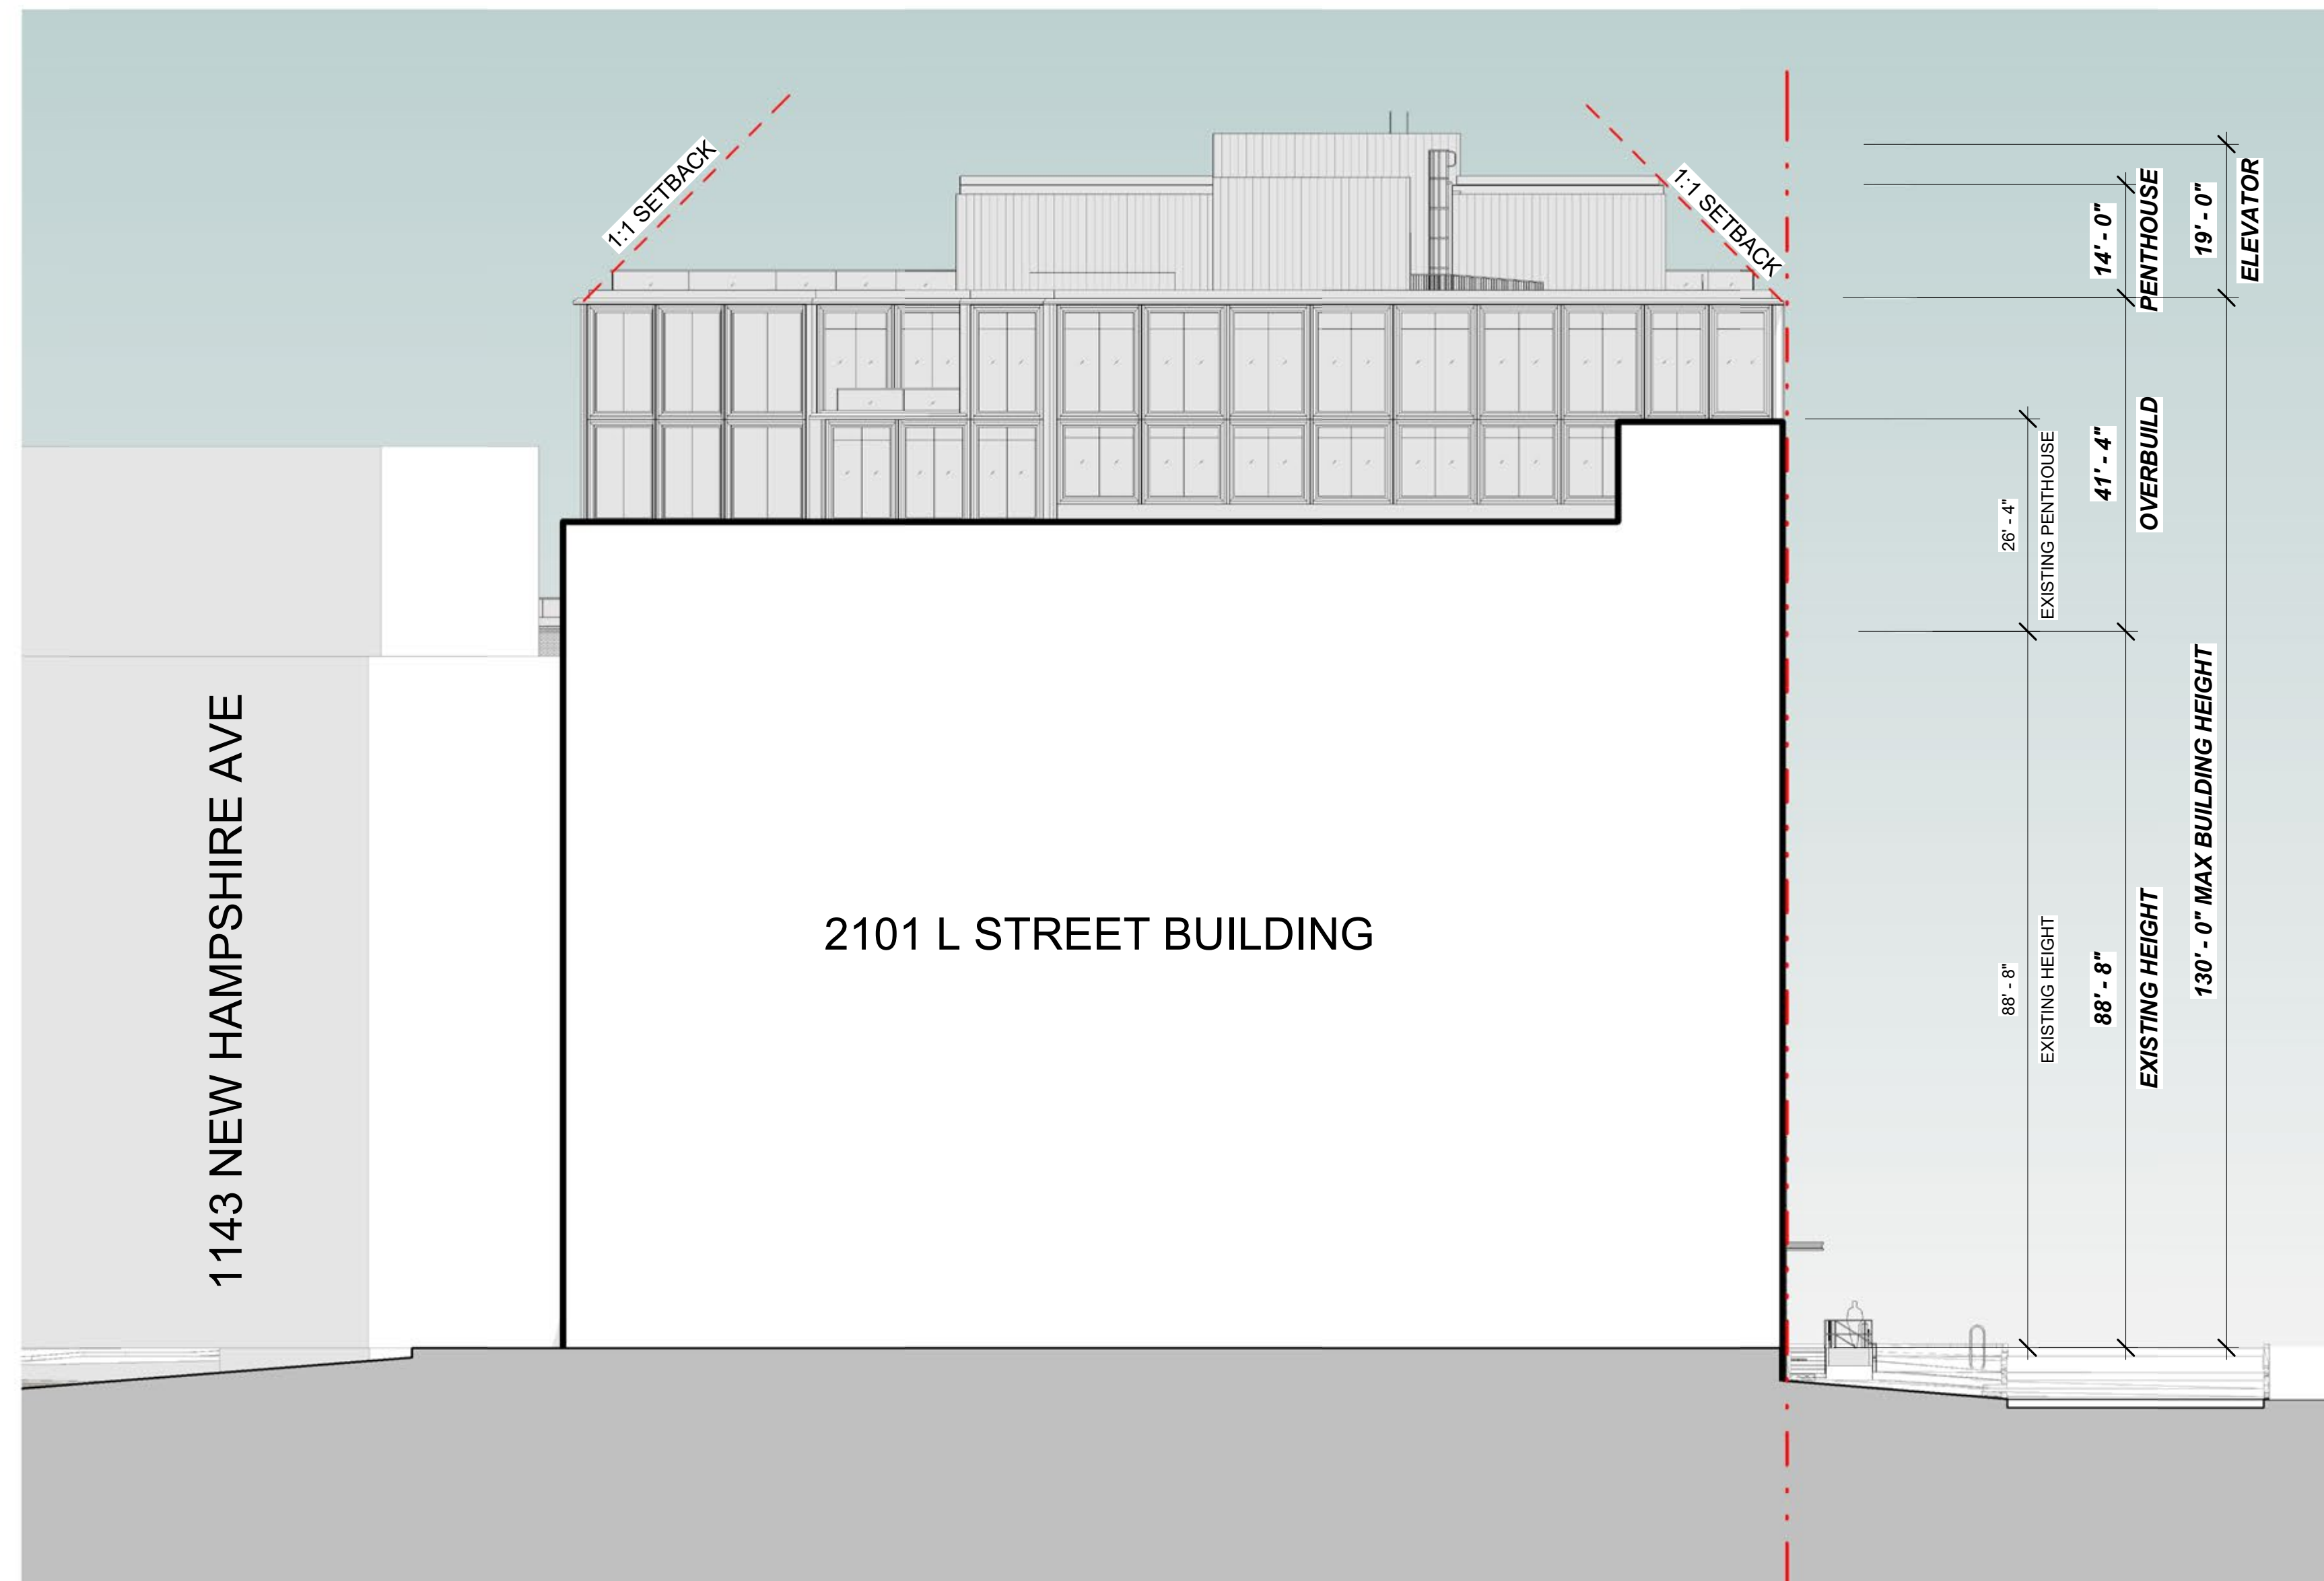 1:1 SETBACK
1:1 SETBACK
14' - 0"
PENTHOUSE
19' - 0"
ELEVATOR
26' - 4"
EXISTING PENTHOUSE
41' - 4"
OVERBUILD
130' - 0" MAX BUILDING HEIGHT
88' - 8"
EXISTING HEIGHT
88' - 8"
EXISTING HEIGHT
1143 NEW HAMPSHIRE AVE
2101 L STREET BUILDING